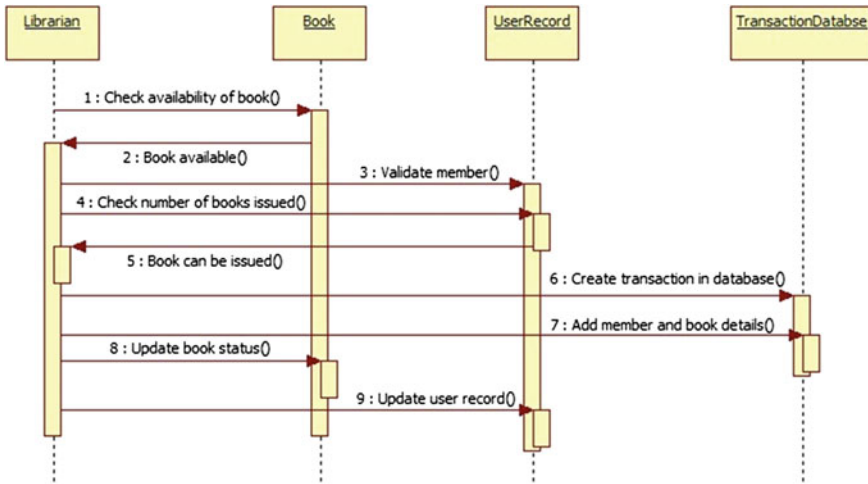 Librarian
Book
UserRecord
TransactionDatabse
1 : Check availability of book()
2 : Book available()
3 : Validate member()
4 : Check number of books issued()
5 : Book can be issued()
6 : Create transaction in database()
7 : Add member and book details()
8 : Update book status()
9 : Update user record()